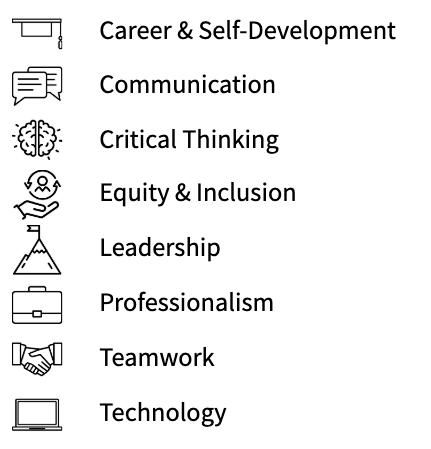 Career & Self-Development
Communication
Critical Thinking
Equity & Inclusion
Leadership
Professionalism
Teamwork
Technology